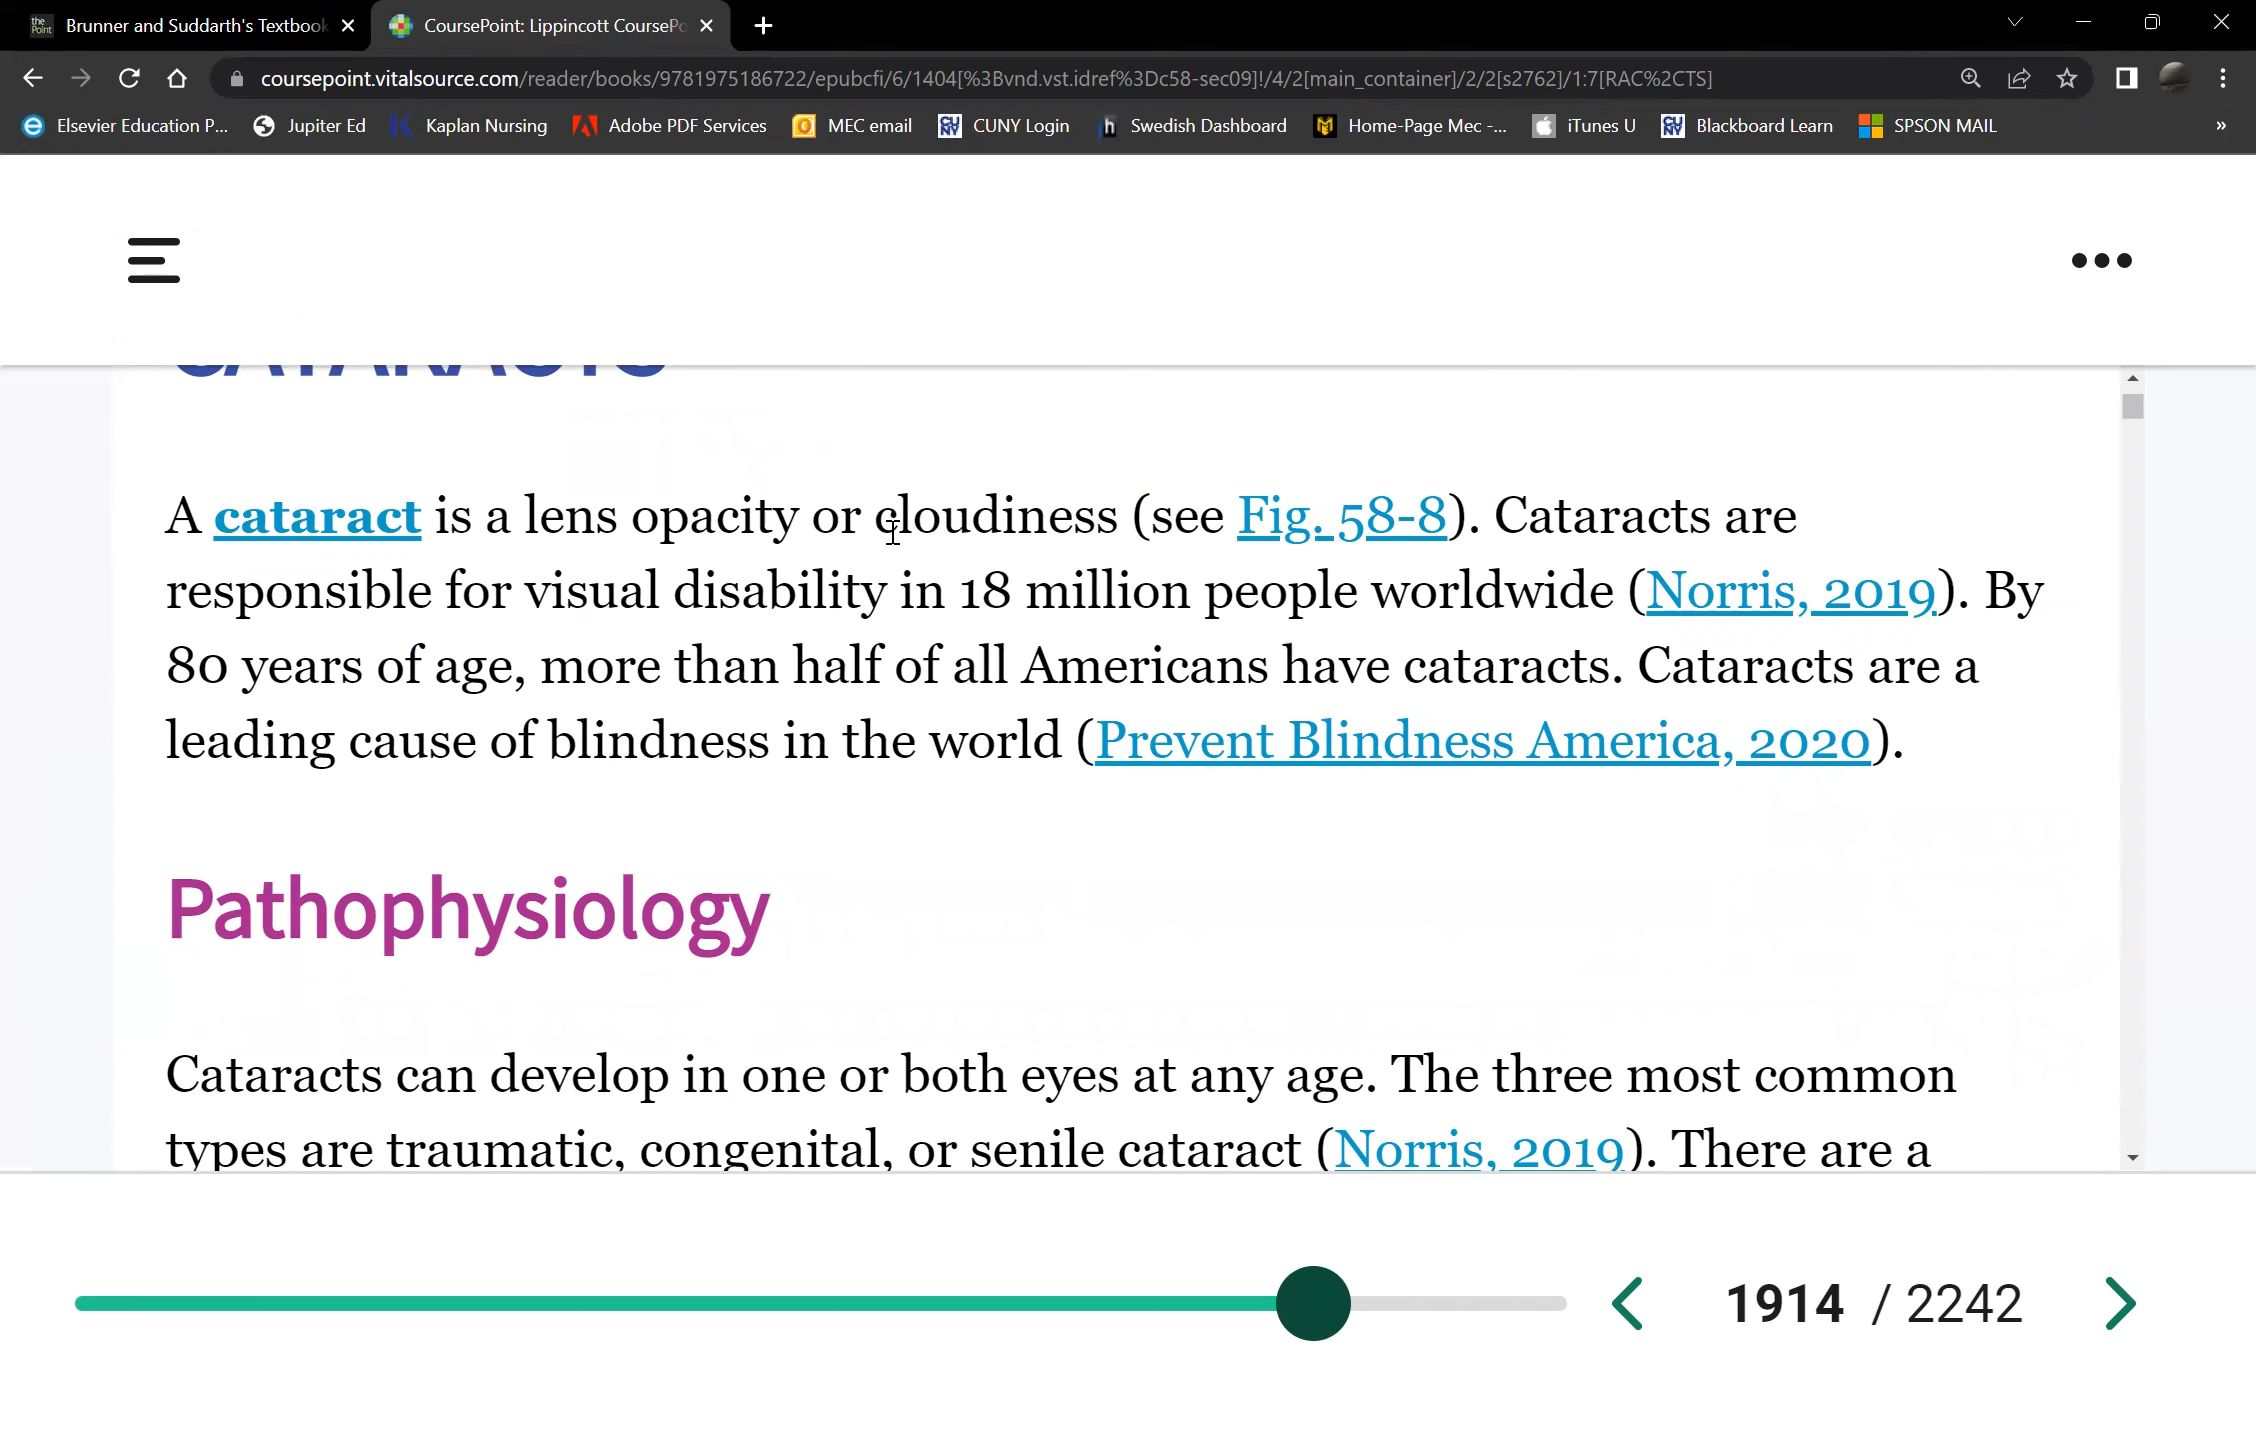 the Point
Brunner and Suddarth's Textbook
CoursePoint: Lippincott CoursePo
coursepoint.vitalsource.com/reader/books/9781975186722/epubcfi/6/1404[%3Bvnd.vst.idref%3Dc58-sec09]!/4/2[main_container]/2/2[s2762]/1:7[RAC%2CTS]
Elsevier Education P... Jupiter Ed Kaplan Nursing Adobe PDF Services MEC email CUNY Login Swedish Dashboard Home-Page Mec -... iTunes U Blackboard Learn SPSON MAIL »
CATARACTS
A cataract is a lens opacity or cloudiness (see Fig. 58-8). Cataracts are
responsible for visual disability in 18 million people worldwide (Norris, 2019). By
80 years of age, more than half of all Americans have cataracts. Cataracts are a
leading cause of blindness in the world (Prevent Blindness America, 2020).
Pathophysiology
Cataracts can develop in one or both eyes at any age. The three most common
types are traumatic, congenital, or senile cataract (Norris, 2019). There are a
1914 / 2242